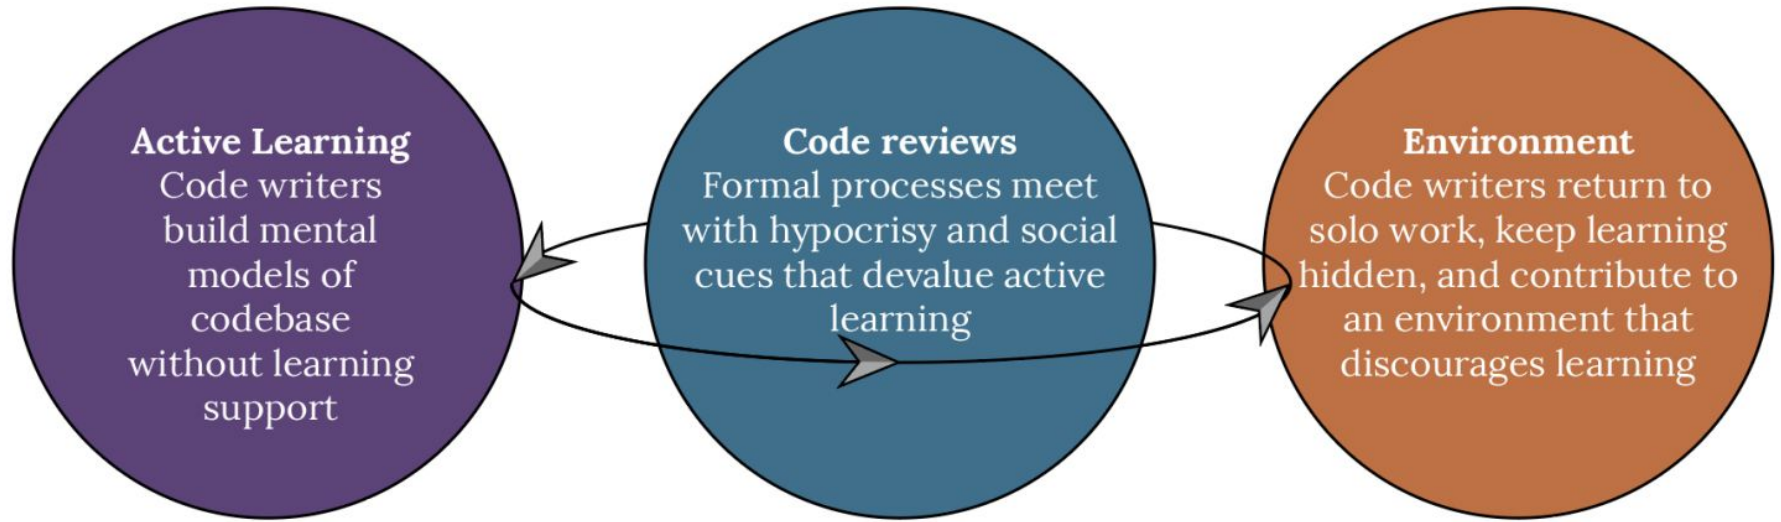 Active Learning
Code writers
build mental
models of
codebase
without learning
support
Code reviews
Formal processes meet
with hypocrisy and social
cues that devalue active
learning
Environment
Code writers return to
solo work, keep learning
hidden, and contribute to
an environment that
discourages learning